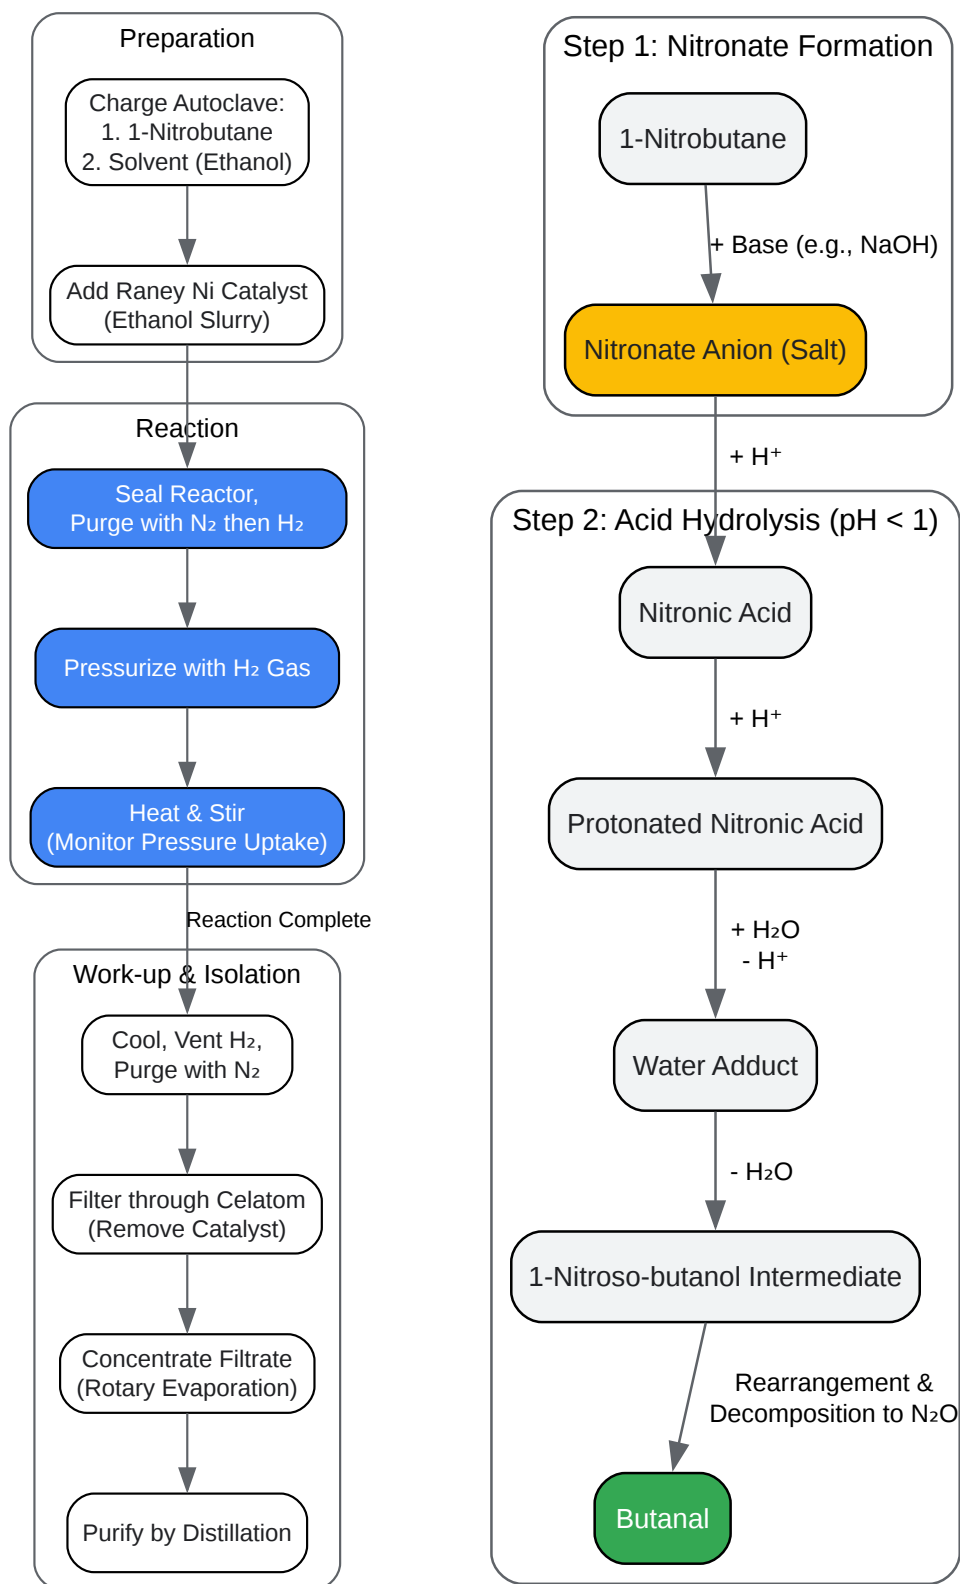 Preparation
Charge Autoclave:
1. 1-Nitrobutane
2. Solvent (Ethanol)
Add Raney Ni Catalyst
(Ethanol Slurry)
Reaction
Seal Reactor,
Purge with N₂ then H₂
Pressurize with H₂ Gas
Heat & Stir
(Monitor Pressure Uptake)
Reaction Complete
Work-up & Isolation
Cool, Vent H₂,
Purge with N₂
Filter through Celatom
(Remove Catalyst)
Concentrate Filtrate
(Rotary Evaporation)
Purify by Distillation
Step 1: Nitronate Formation
1-Nitrobutane
+ Base (e.g., NaOH)
Nitronate Anion (Salt)
+ H⁺
Step 2: Acid Hydrolysis (pH < 1)
Nitronic Acid
+ H⁺
Protonated Nitronic Acid
+ H₂O
- H⁺
Water Adduct
- H₂O
1-Nitroso-butanol Intermediate
Rearrangement &
Decomposition to N₂O
Butanal